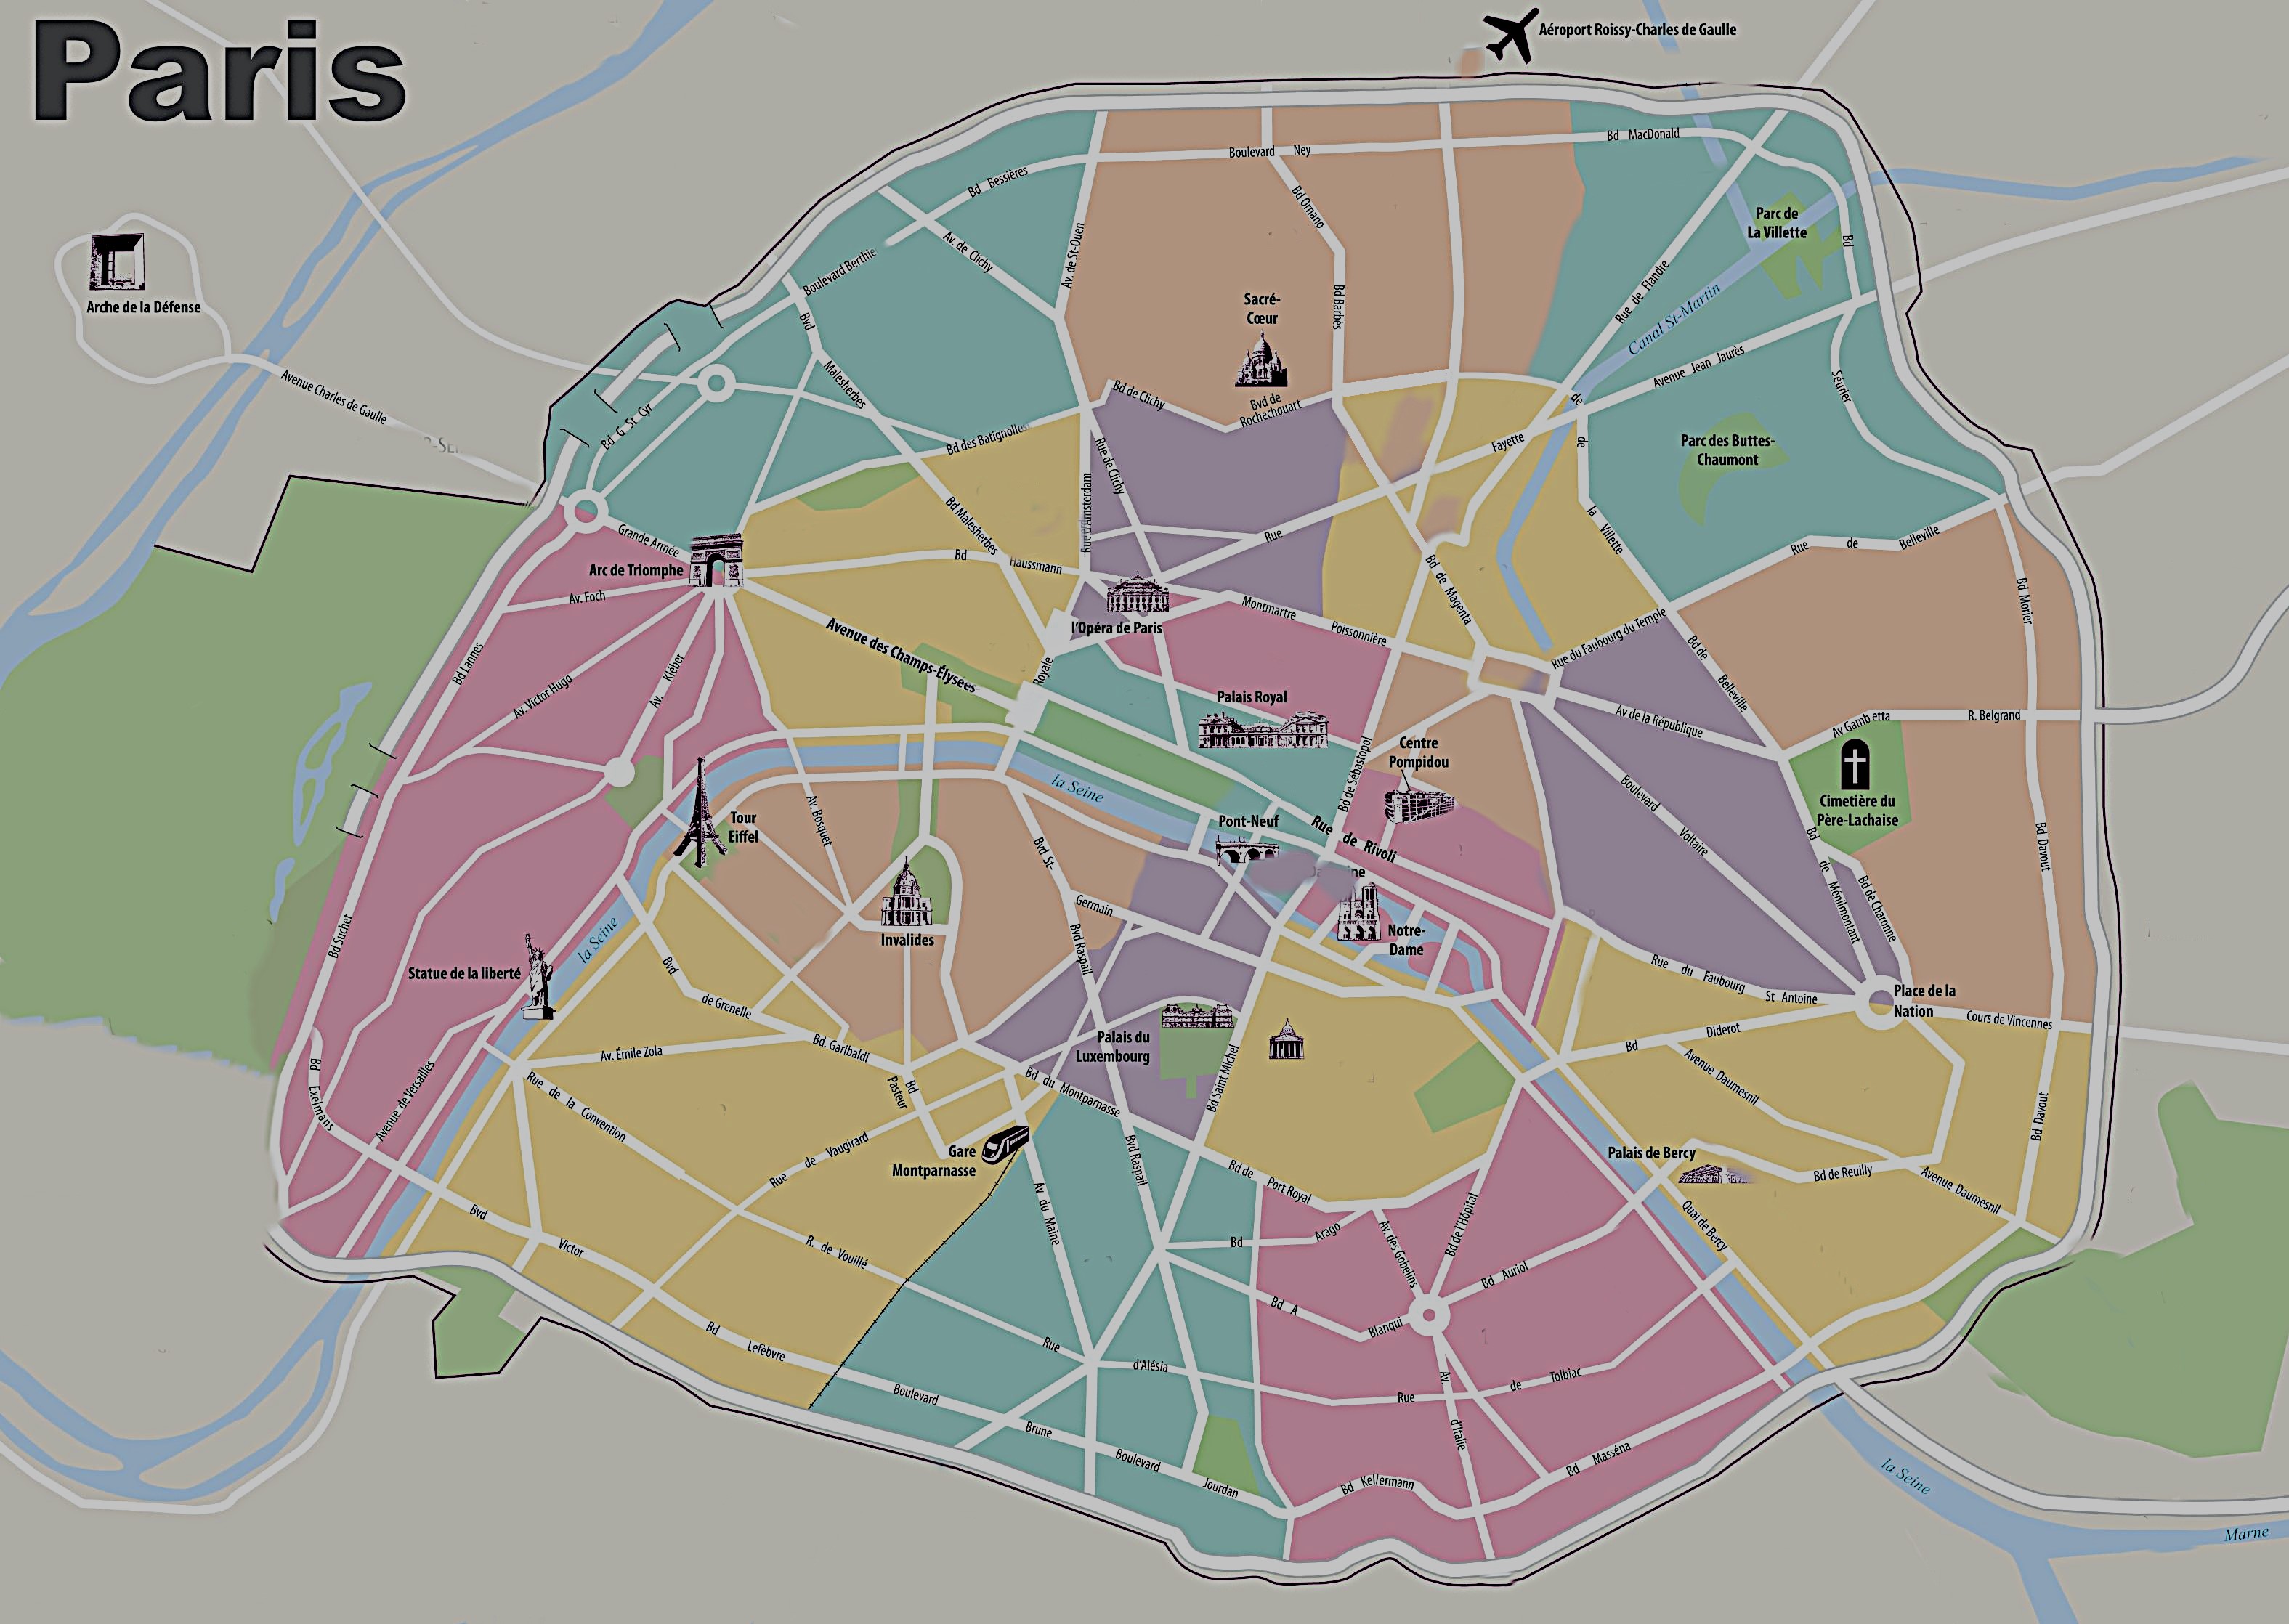 Paris
Aéroport Roissy-Charles de Gaulle
Bd MacDonald
Boulevard Ney
Bd Bessières
Bd Ornano
Parc de
La Villette
Bd
Av. de St-Ouen
Av. de Clichy
Boulevard Berthie
Arche de la Défense
Rue de Flandre
Canal St-Martin
Sacré-
Cœur
Bd Barbès
Bvd
Malesherbes
Avenue Jean Jaurès
Sérurier
Avenue Charles de Gaulle
Bd G St Cyr
Bd de Clichy
Bvd de
Rochechouart
de
Bd des Batignolles
Rue de Clichy
Fayette
de
Parc des Buttes-
Chaumont
Rue d'Amsterdam
Bd Malesherbes
Grande Armée
la Villette
Rue de Belleville
Rue
Bd Haussmann
Arc de Triomphe
Av. Foch
Bd de Magenta
Bd Morier
Montmartre
Poissonnière
l'Opéra de Paris
Avenue des Champs-Élysées
Rue du Faubourg du Temple
Bd de
Belleville
Bd Lannes
Av. Kléber
Royale
Av. Victor Hugo
Palais Royal
Av de la République
Av Gambetta
R. Belgrand
Centre
Pompidou
Bd de Sébastopol
la Seine
Boulevard
Voltaire
Cimetière du
Père-Lachaise
Tour
Eiffel
Av. Bosquet
Pont-Neuf
Rue de Rivoli
Bd
de
Ménilmontant
Bd de Charonne
Bd Davout
Bvd St-
Germain
Invalides
Bvd Raspail
Notre-
Dame
Bd Suchet
la Seine
Statue de la liberté
Bvd
de Grenelle
Rue du Faubourg
St Antoine
Place de la
Nation
Cours de Vincennes
Bd Diderot
Palais du
Luxembourg
Bd Saint Michel
Av. Émile Zola
Bd. Garibaldi
Bd
Pasteur
Bd du Montparnasse
Avenue Daumesnil
Bd
Exelmans
Avenue de Versailles
Rue de la Convention
Rue de Vaugirard
Gare
Montparnasse
Bvd Raspail
Bd de
Port Royal
Palais de Bercy
Bd de Reuilly
Avenue Daumesnil
Bd Davout
Quai de Bercy
Bvd
Victor
R. de Vouillé
Av du Maine
Bd Arago
Av. des Gobelins
Bd de l'Hôpital
Bd Auriol
Bd A
Blanqui
Bd
Lefèbvre
Rue
d'Alésia
Rue de Tolbiac
Av.
d'Italie
Boulevard
Brune
Boulevard
Jourdan
Bd Kellermann
Bd Masséna
la Seine
Marne